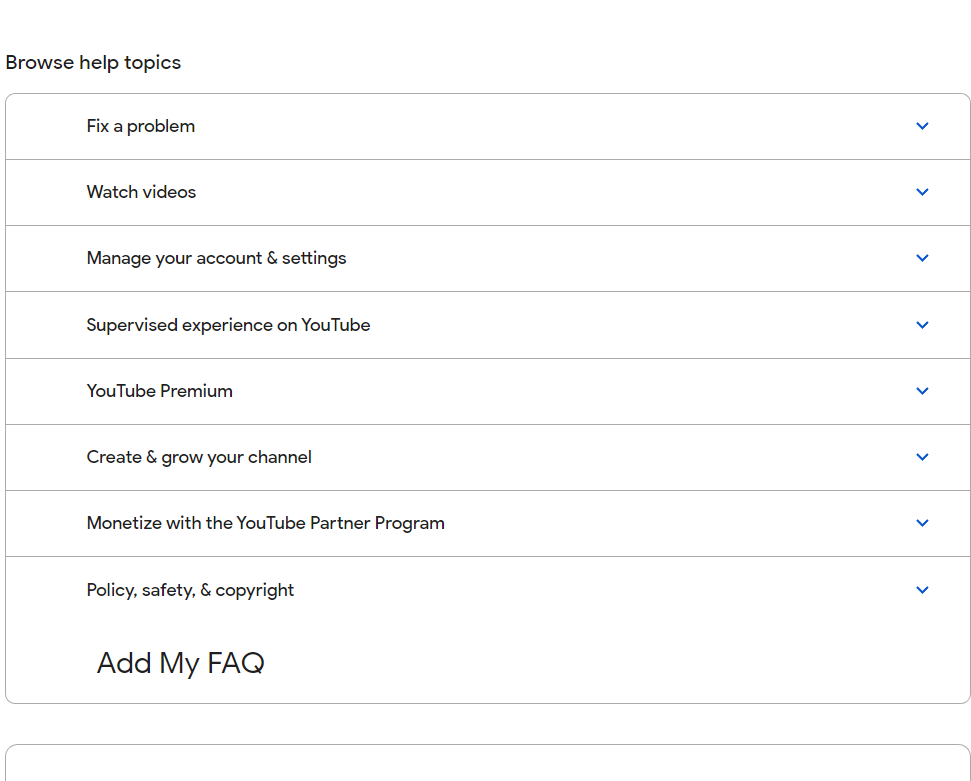 Browse help topics
Fix a problem
Watch videos
Manage your account & settings
Supervised experience on YouTube
YouTube Premium
Create & grow your channel
Monetize with the YouTube Partner Program
Policy, safety, & copyright
Add My FAQ